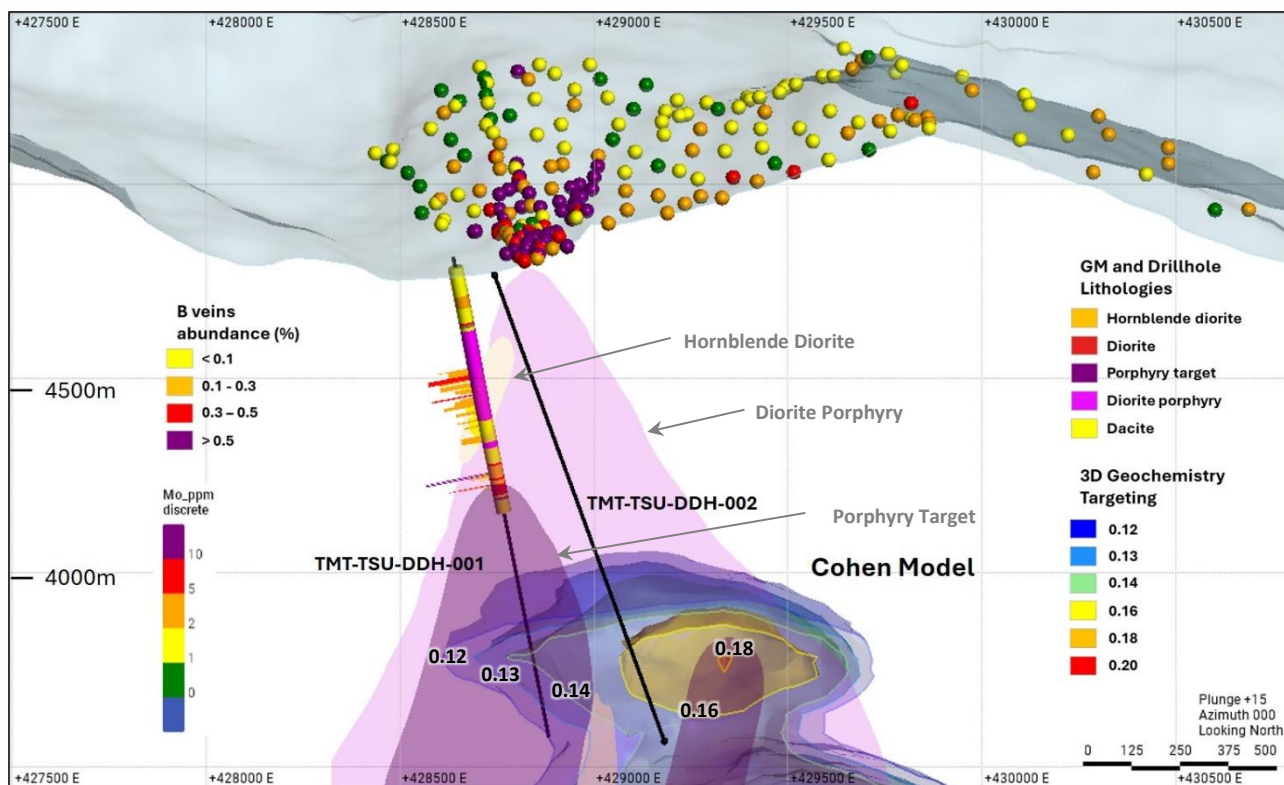 +427500 E
+428000 E
+428500 E
+429000 E
+429500 E
+430000 E
+430500 E
B veins
abundance (%)
< 0.1
0.1 - 0.3
0.3 – 0.5
> 0.5
4500m
4000m
Mo_ppm
discrete
10
5
2
1
0
Hornblende Diorite
Diorite Porphyry
TMT-TSU-DDH-002
Porphyry Target
TMT-TSU-DDH-001
Cohen Model
0.12
0.13
0.14
0.18
0.16
GM and Drillhole
Lithologies
Hornblende diorite
Diorite
Porphyry target
Diorite porphyry
Dacite
3D Geochemistry
Targeting
0.12
0.13
0.14
0.16
0.18
0.20
Plunge +15
Azimuth 000
Looking North
0 125 250 375 500
+427500 E
+428000 E
+428500 E
+429000 E
+429500 E
+430000 E
+430500 E